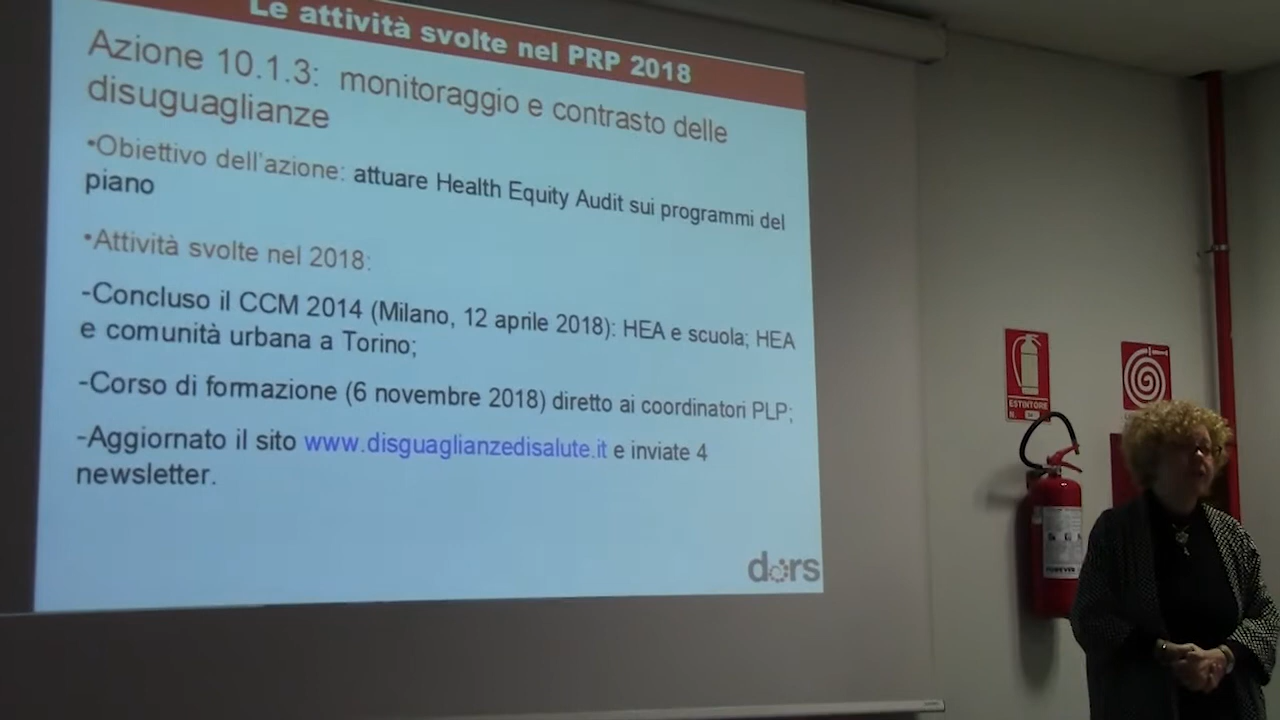 Le attività svolte nel PRP 2018
Azione 10.1.3: monitoraggio e contrasto delle
disuguaglianze
•Obiettivo dell'azione: attuare Health Equity Audit sui programmi del
piano
•Attività svolte nel 2018:
-Concluso il CCM 2014 (Milano, 12 aprile 2018): HEA e scuola; HEA
e comunità urbana a Torino;
-Corso di formazione (6 novembre 2018) diretto ai coordinatori PLP;
-Aggiornato il sito www.disguaglianzedisalute.it e inviate 4
newsletter.
dors
ESTINTORE
N.